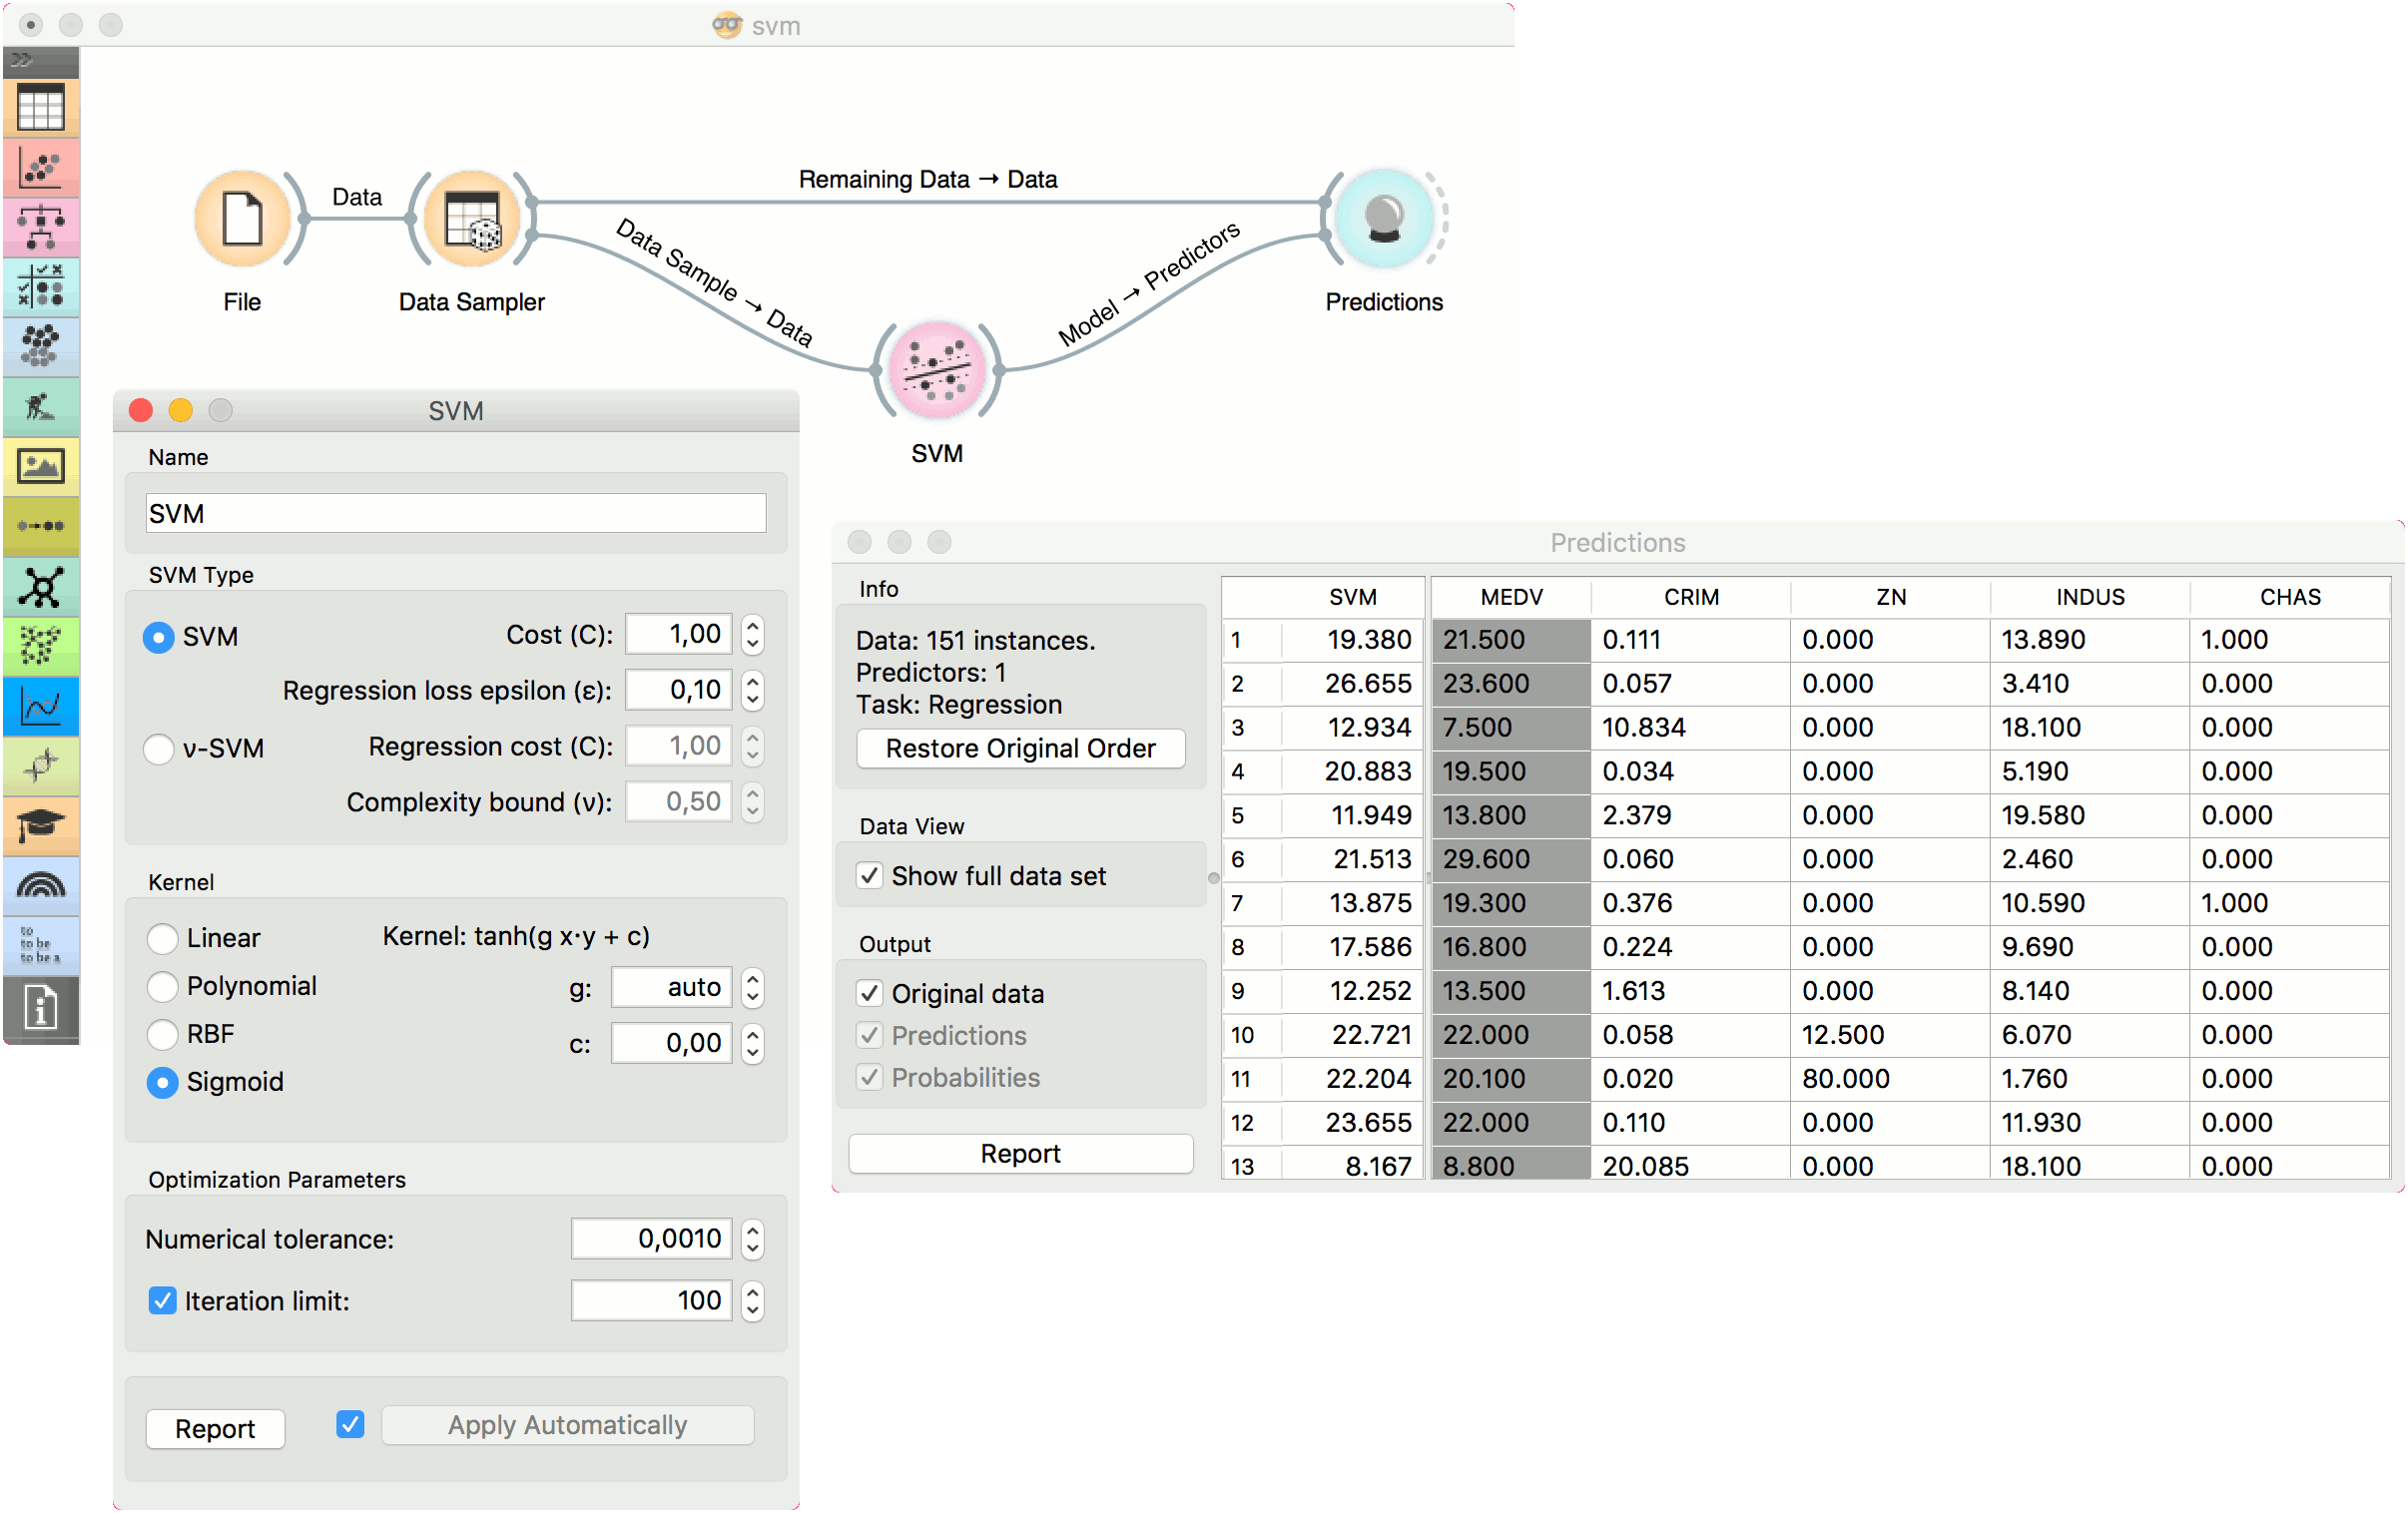 svm
Remaining Data → Data
Data
Data Sample → Data
Model → Predictors
File
Data Sampler
Predictions
SVM
SVM
Name
SVM
SVM Type
SVM Cost (C): 1,00
Regression loss epsilon (ε): 0,10
ν-SVM Regression cost (C): 1,00
Complexity bound (ν): 0,50
Kernel
Linear Kernel: tanh(g x·y + c)
Polynomial g: auto
RBF c: 0,00
Sigmoid
Optimization Parameters
Numerical tolerance: 0,0010
Iteration limit: 100
Report Apply Automatically
Predictions
Info
Data: 151 instances.
Predictors: 1
Task: Regression
Restore Original Order
Data View
Show full data set
Output
Original data
Predictions
Probabilities
Report
SVM MEDV CRIM ZN INDUS CHAS
1 19.380 21.500 0.111 0.000 13.890 1.000
2 26.655 23.600 0.057 0.000 3.410 0.000
3 12.934 7.500 10.834 0.000 18.100 0.000
4 20.883 19.500 0.034 0.000 5.190 0.000
5 11.949 13.800 2.379 0.000 19.580 0.000
6 21.513 29.600 0.060 0.000 2.460 0.000
7 13.875 19.300 0.376 0.000 10.590 1.000
8 17.586 16.800 0.224 0.000 9.690 0.000
9 12.252 13.500 1.613 0.000 8.140 0.000
10 22.721 22.000 0.058 12.500 6.070 0.000
11 22.204 20.100 0.020 80.000 1.760 0.000
12 23.655 22.000 0.110 0.000 11.930 0.000
13 8.167 8.800 20.085 0.000 18.100 0.000
to
to be
to be a